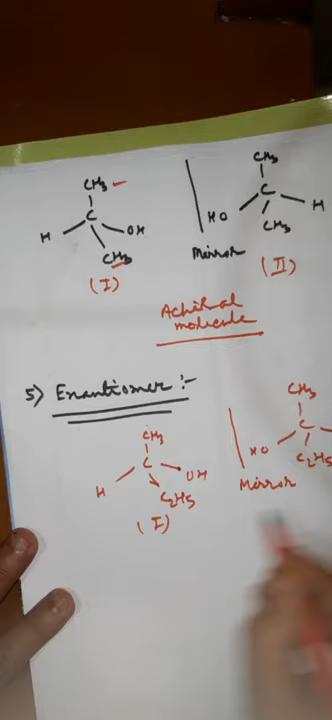 CH3 CH3
C C
H OH HO H
CH3 CH3
(I) Mirror (II)
Achiral
molecule
5) Enantiomer :-
CH3 CH3
C C
H OH HO
C2H5 C2H5
(I) Mirror